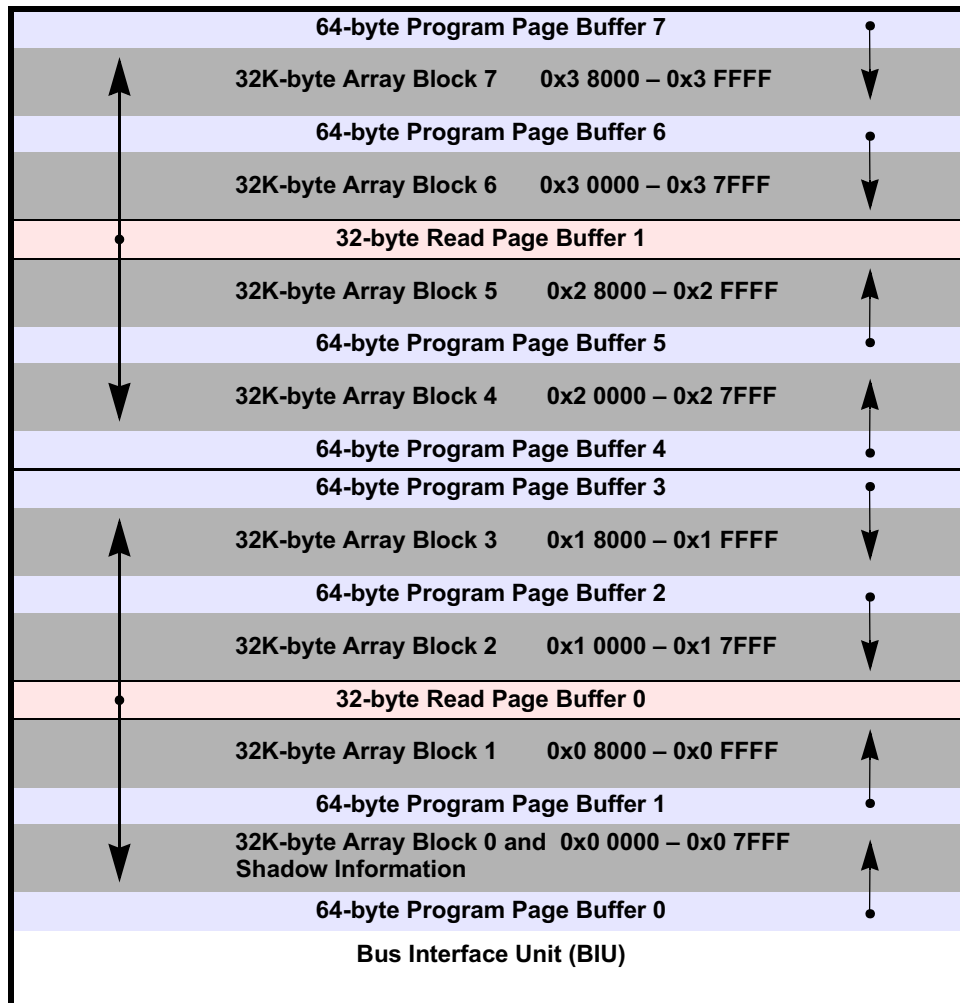 64-byte Program Page Buffer 7
32K-byte Array Block 7 0x3 8000 – 0x3 FFFF
64-byte Program Page Buffer 6
32K-byte Array Block 6 0x3 0000 – 0x3 7FFF
32-byte Read Page Buffer 1
32K-byte Array Block 5 0x2 8000 – 0x2 FFFF
64-byte Program Page Buffer 5
32K-byte Array Block 4 0x2 0000 – 0x2 7FFF
64-byte Program Page Buffer 4
64-byte Program Page Buffer 3
32K-byte Array Block 3 0x1 8000 – 0x1 FFFF
64-byte Program Page Buffer 2
32K-byte Array Block 2 0x1 0000 – 0x1 7FFF
32-byte Read Page Buffer 0
32K-byte Array Block 1 0x0 8000 – 0x0 FFFF
64-byte Program Page Buffer 1
32K-byte Array Block 0 and 0x0 0000 – 0x0 7FFF
Shadow Information
64-byte Program Page Buffer 0
Bus Interface Unit (BIU)